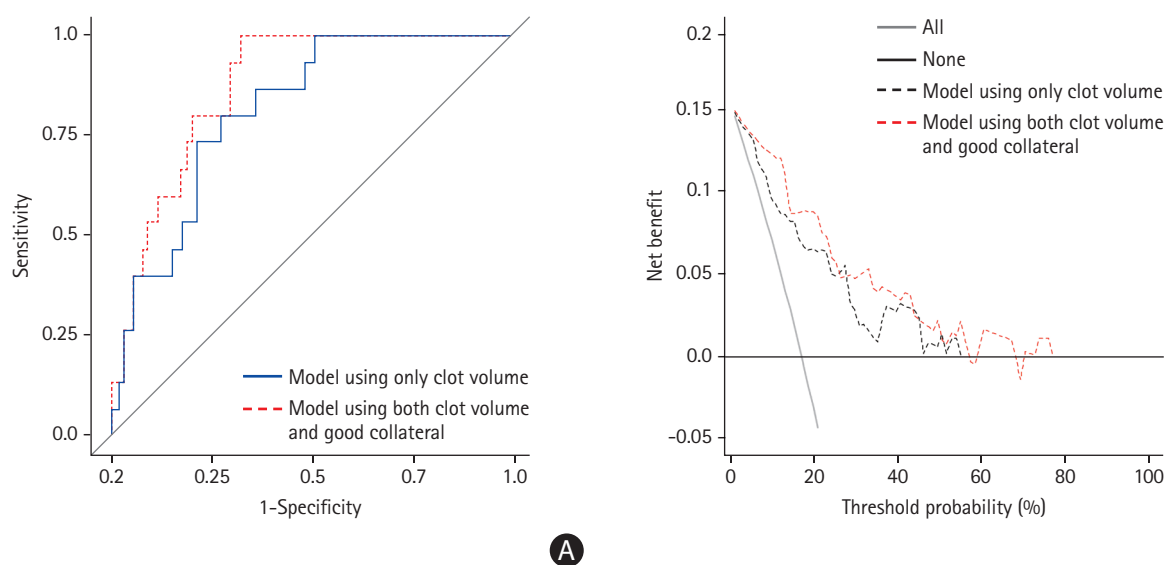 1.0
0.75
0.5
0.25
0.0
Sensitivity
Model using only clot volume
Model using both clot volume
and good collateral
0.2
0.25
0.5
0.7
1.0
1-Specificity
0.2
0.15
0.1
0.05
0.0
-0.05
Net benefit
All
None
Model using only clot volume
Model using both clot volume
and good collateral
0
20
40
60
80
100
Threshold probability (%)
A